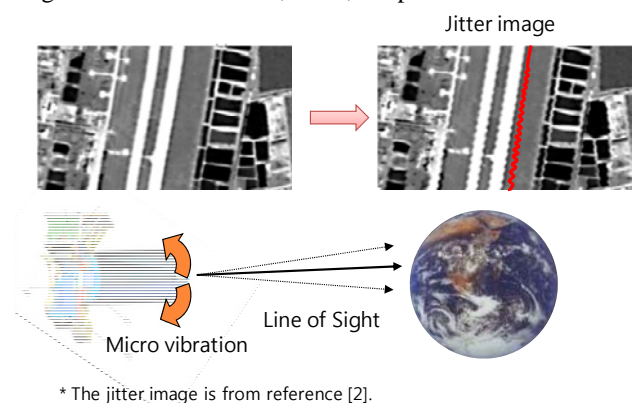 Jitter image
Line of Sight
Micro vibration
* The jitter image is from reference [2].